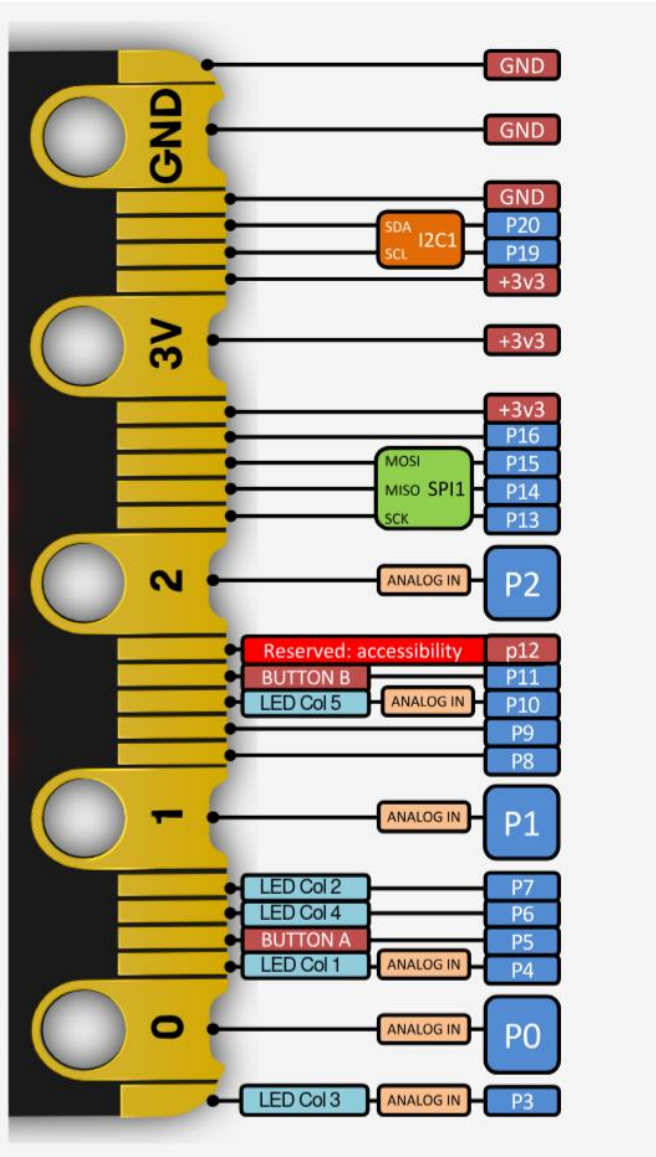 GND
GND
GND
GND
SDA I2C1 P20
SCL P19
+3v3
3V +3v3
+3v3
P16
MOSI P15
MISO SPI1 P14
SCK P13
2 ANALOG IN P2
Reserved: accessibility p12
BUTTON B P11
LED Col 5 ANALOG IN P10
P9
P8
1 ANALOG IN P1
LED Col 2 P7
LED Col 4 P6
BUTTON A P5
LED Col 1 ANALOG IN P4
0 ANALOG IN P0
LED Col 3 ANALOG IN P3